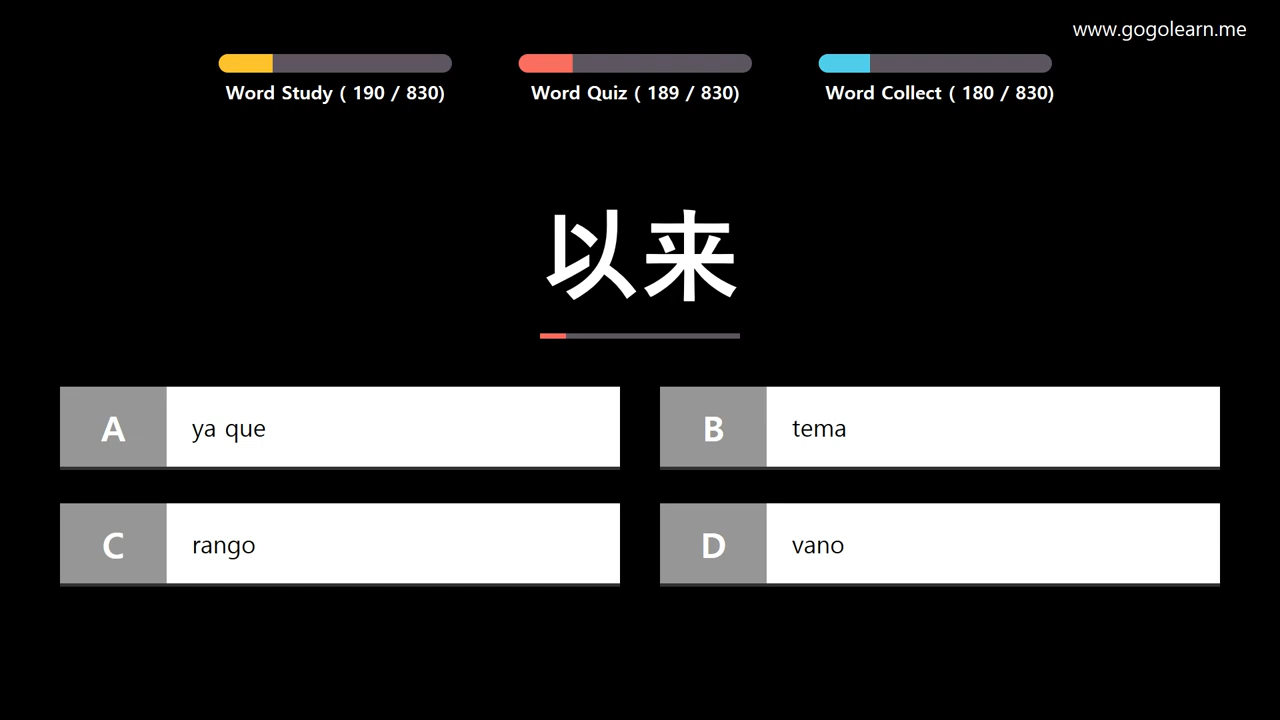 www.gogolearn.me
Word Study ( 190 / 830)
Word Quiz ( 189 / 830)
Word Collect ( 180 / 830)
以来
A
ya que
B
tema
C
rango
D
vano